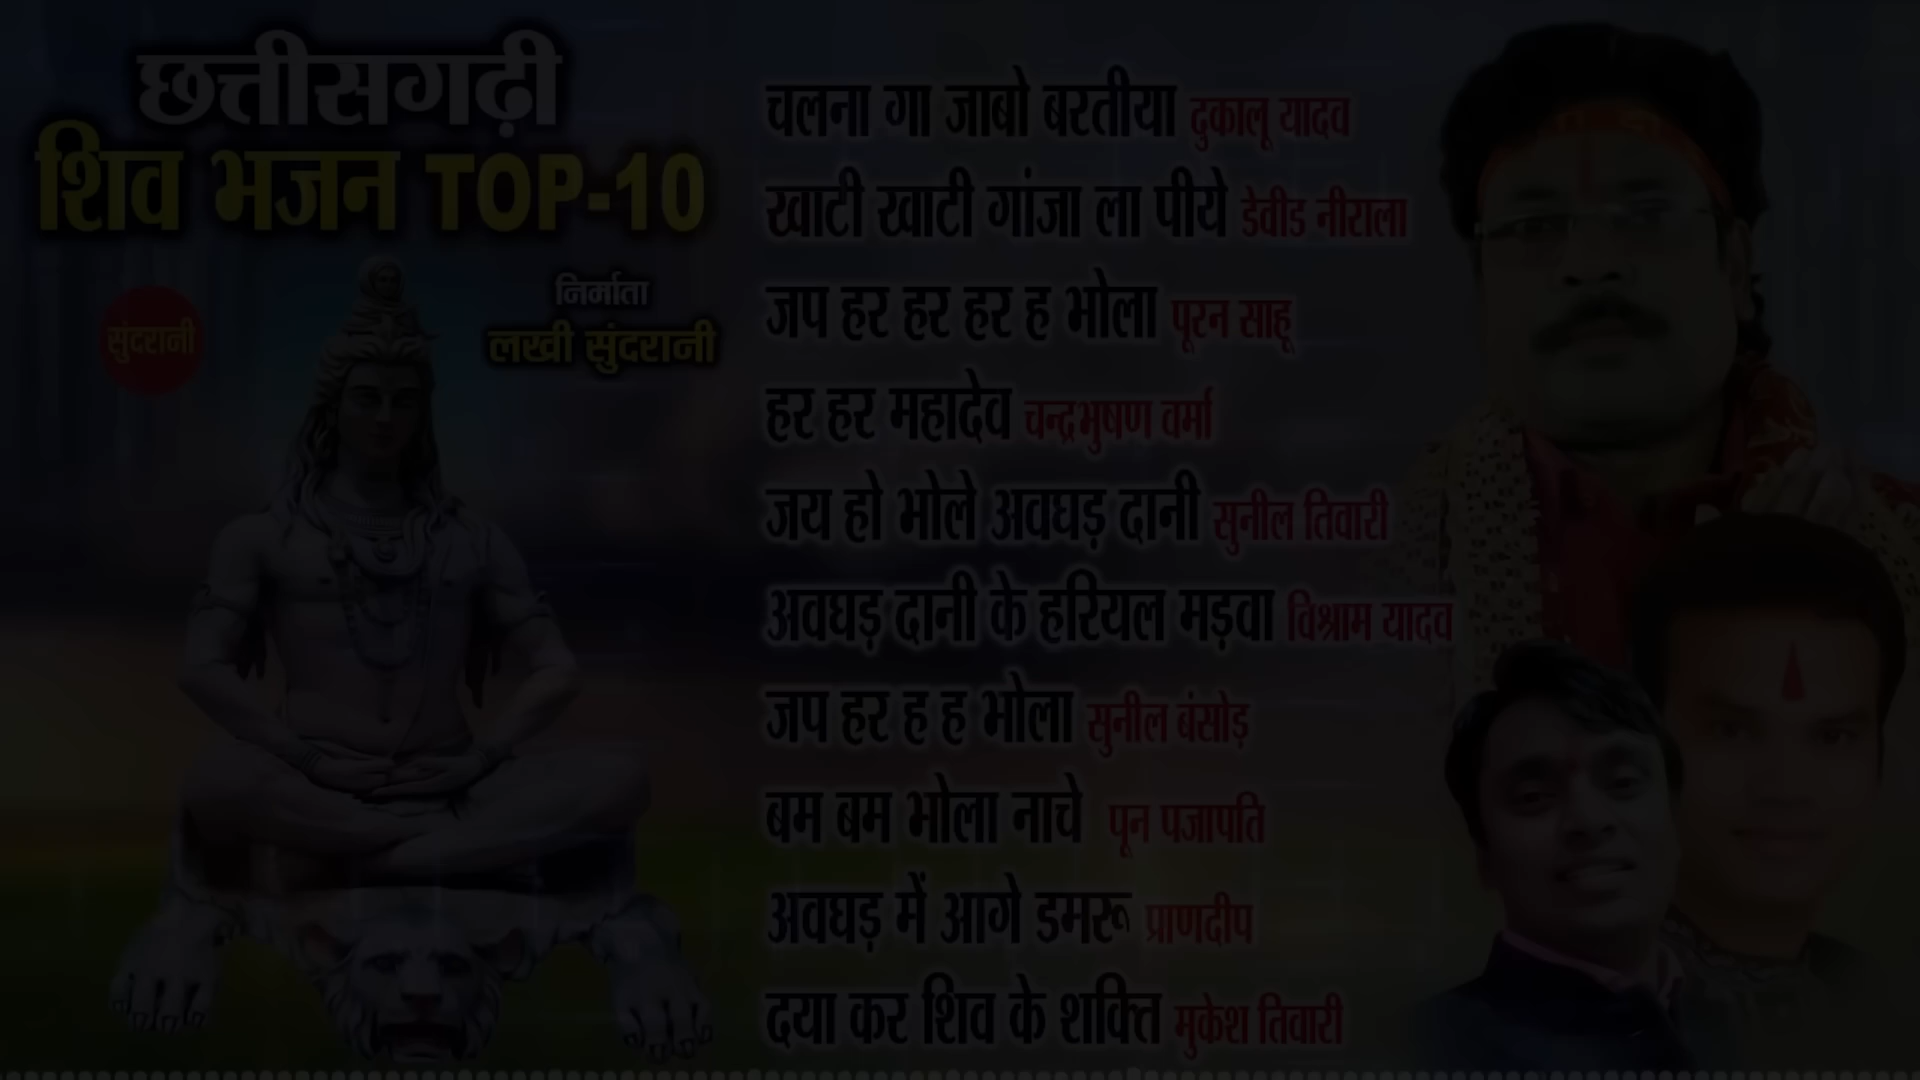 छत्तीसगढ़ी
शिव भजन TOP-10
सुंदरानी
निर्माता
लखी सुंदरानी
चलना गा जाबो बरतीया दुकालू यादव
खाटी खाटी गांजा ला पीये डेवीड नीराला
जप हर हर हर ह भोला पूरन साहू
हर हर महादेव चन्द्रभुषण वर्मा
जय हो भोले अवघड़ दानी सुनील तिवारी
अवघड़ दानी के हरियल मड़वा विश्राम यादव
जप हर ह ह भोला सुनील बंसोड़
बम बम भोला नाचे पून पजापति
अवघड़ में आगे डमरू प्राणदीप
दया कर शिव के शक्ति मुकेश तिवारी